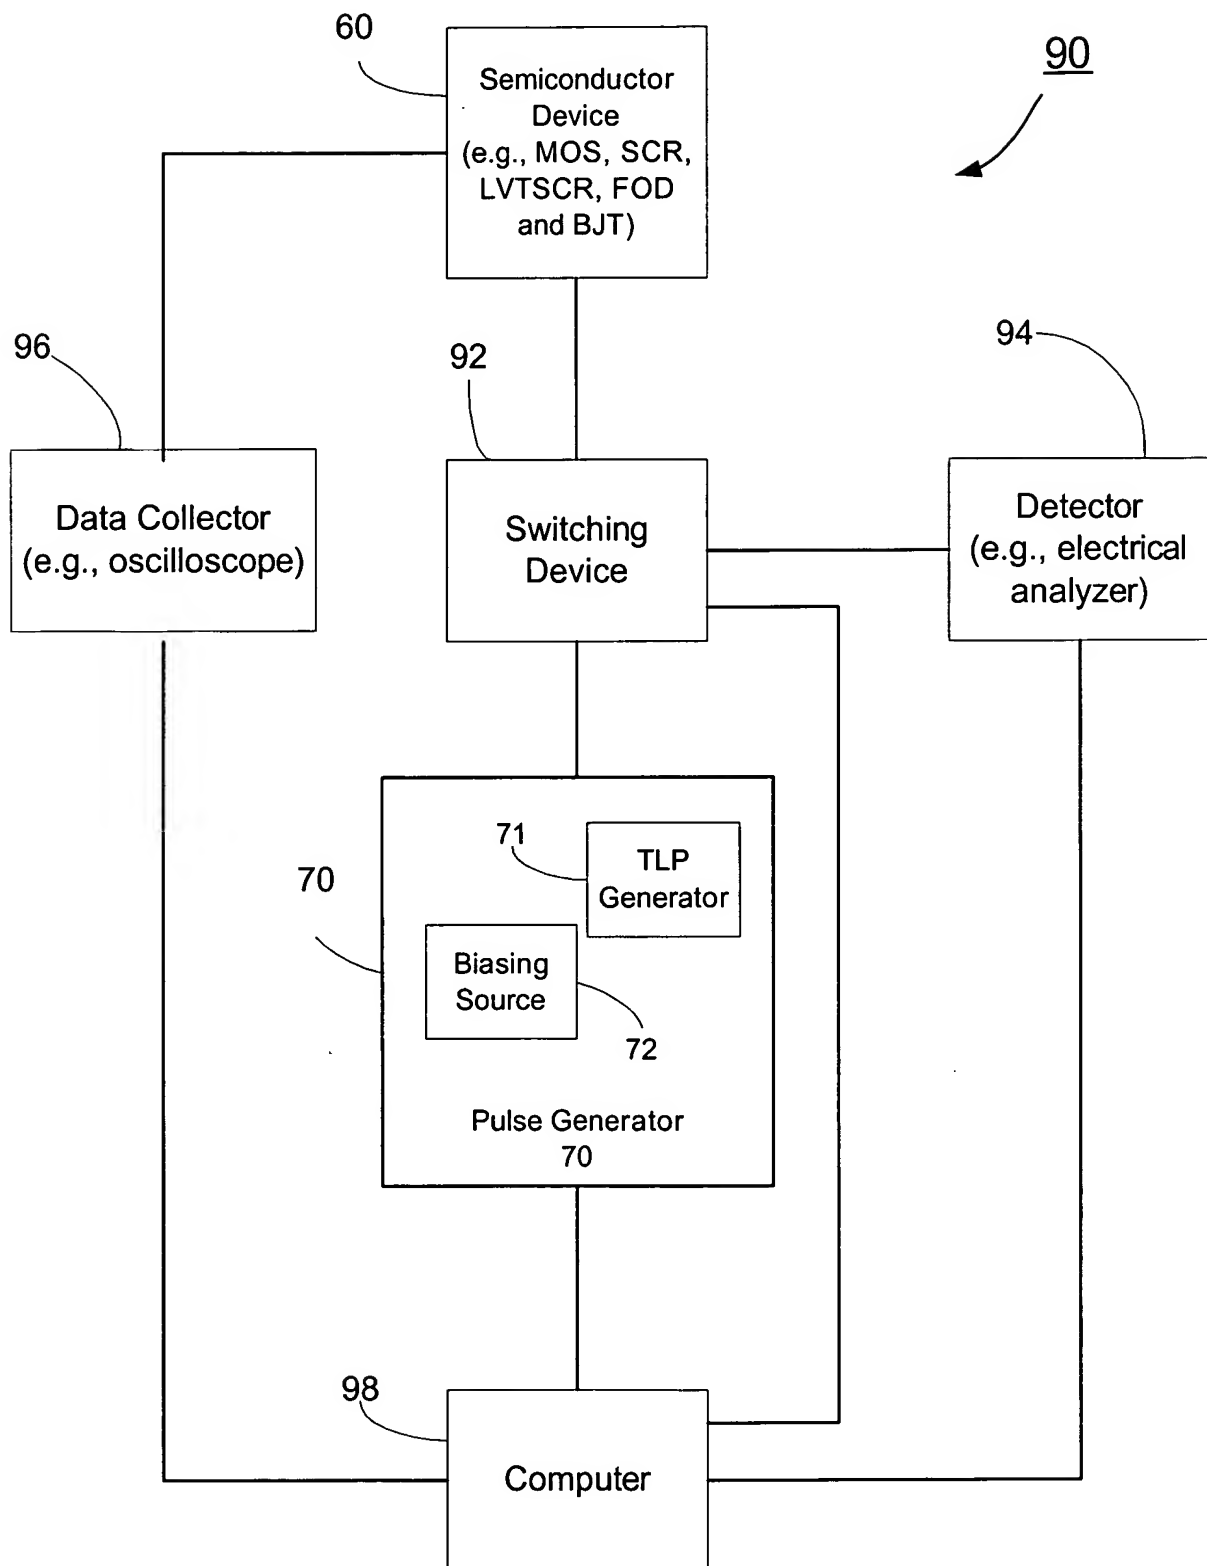 60
90
Semiconductor
Device
(e.g., MOS, SCR,
LVTSCR, FOD
and BJT)
96
92
94
Data Collector
(e.g., oscilloscope)
Switching
Device
Detector
(e.g., electrical
analyzer)
71
TLP
Generator
70
Biasing
Source
72
Pulse Generator
70
98
Computer